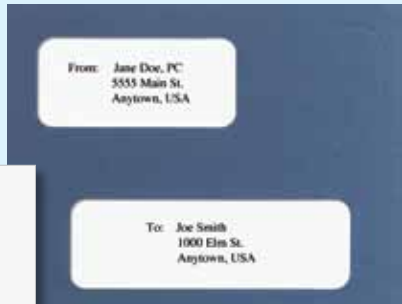 From: Jane Doe, PC
5555 Main St.
Anytown, USA
To: Joe Smith
1000 Elm St.
Anytown, USA